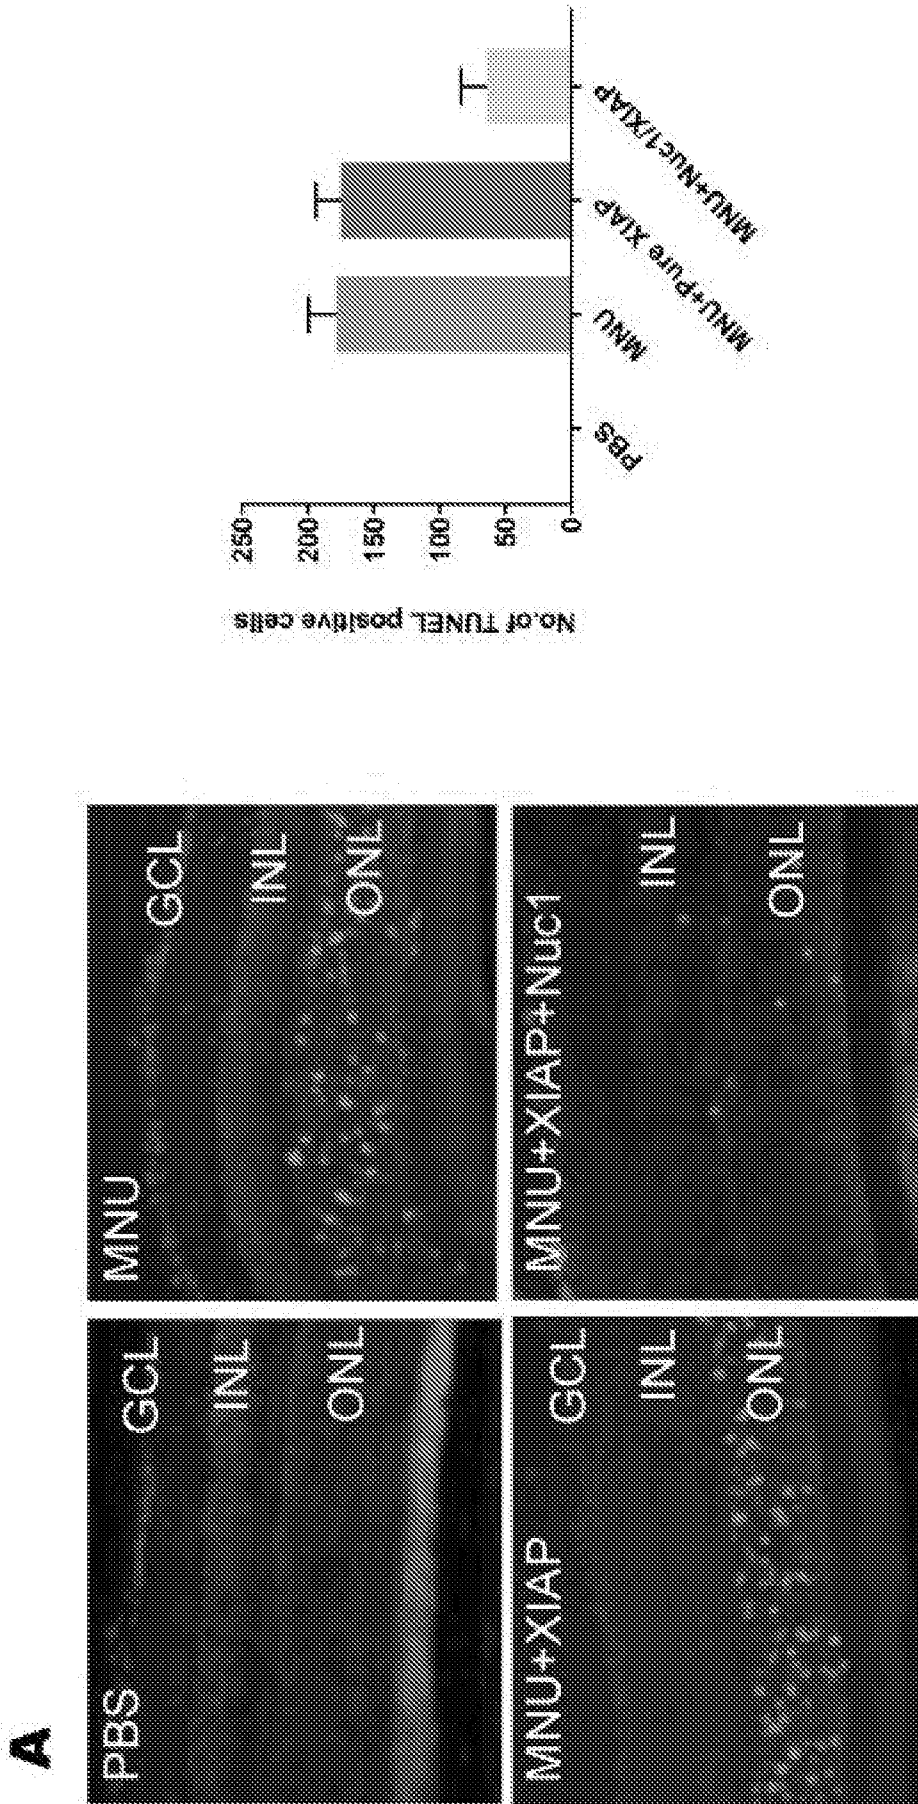 A
PBS
GCL
INL
ONL
MNU
GCL
INL
ONL
MNU+XIAP
GCL
INL
ONL
MNU+XIAP+Nuc1
INL
ONL
No.of TUNEL positive cells
250
200
150
100
50
0
PBS
MNU
MNU+Pure XIAP
MNU+Nuc1/XIAP